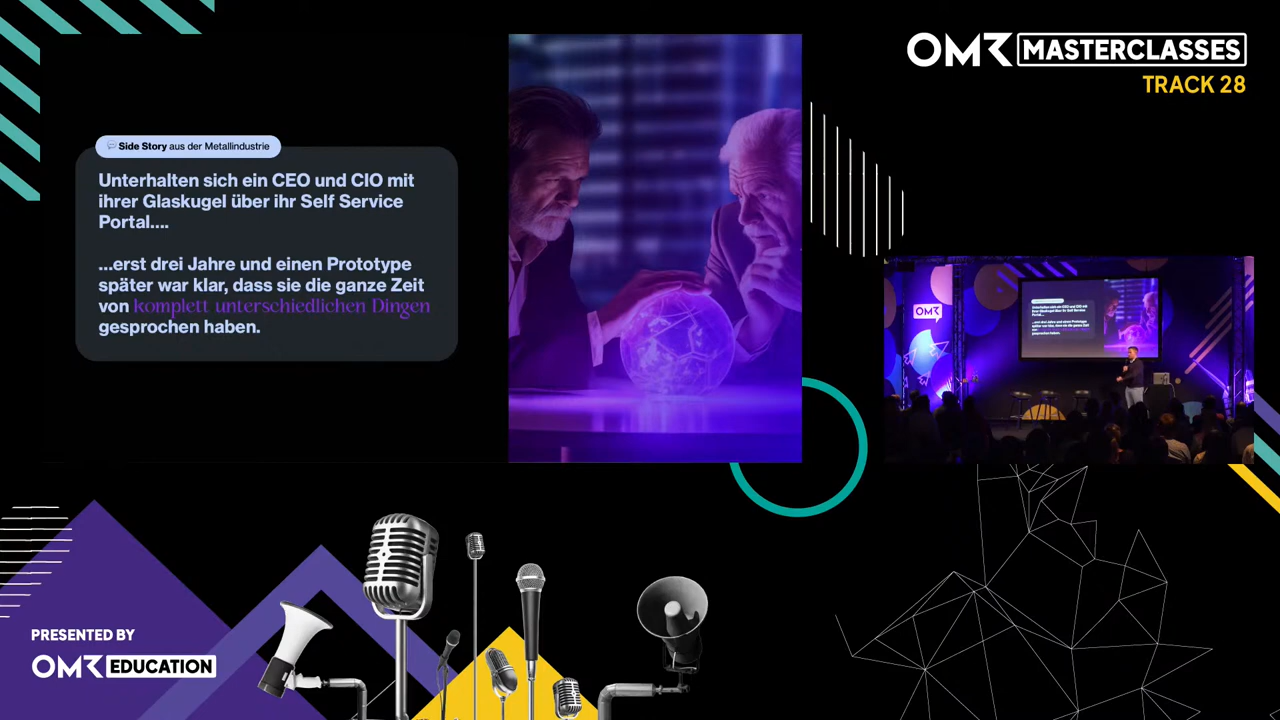 OMR MASTERCLASSES
TRACK 28
Side Story aus der Metallindustrie
Unterhalten sich ein CEO und CIO mit
ihrer Glaskugel über ihr Self Service
Portal....
...erst drei Jahre und einen Prototype
später war klar, dass sie die ganze Zeit
von komplett unterschiedlichen Dingen
gesprochen haben.
OMR
PRESENTED BY
OMR EDUCATION